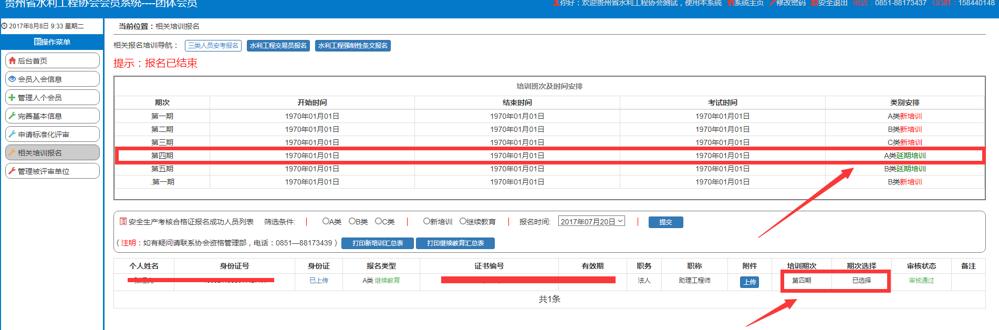 贵州省水利工程协会会员系统----团体会员
你好：欢迎贵州省水利工程协会测试，使用本系统 系统主页 修改密码 安全退出 电话：0851-88173437 QQ群：158440148
2017年8月8日 9:33 星期二
操作菜单
后台首页
会员入会信息
管理人个会员
完善基本信息
申请标准化评审
相关培训报名
管理被评审单位
当前位置：相关培训报名
相关报名培训导航： 三类人员安考报名 水利工程交易员报名 水利工程强制性条文报名
提示：报名已结束
培训班次及时间安排
期次 开始时间 结束时间 考试时间 类别安排
第一期 1970年01月01日 1970年01月01日 1970年01月01日 A类新培训
第二期 1970年01月01日 1970年01月01日 1970年01月01日 B类新培训
第三期 1970年01月01日 1970年01月01日 1970年01月01日 C类新培训
第四期 1970年01月01日 1970年01月01日 1970年01月01日 A类延期培训
第五期 1970年01月01日 1970年01月01日 1970年01月01日 B类延期培训
.第一期 1970年01月01日 1970年01月01日 1970年01月01日 B类新培训
安全生产考核合格证报名成功人员列表 筛选条件: | A类 B类 C类 | 新培训 继续教育 | 报名时间: 2017年07月20日 | 提交
（注明：如有疑问请联系协会资格管理部，电话：0851—88173439） 打印新培训汇总表 打印继续教育汇总表
个人姓名 身份证号 身份证 报名类型 证书编号 有效期 职务 职称 附件 培训期次 期次选择 审核状态 备注
已上传 A类 继续教育 法人 助理工程师 上传 第四期 已选择 审核通过
共1条